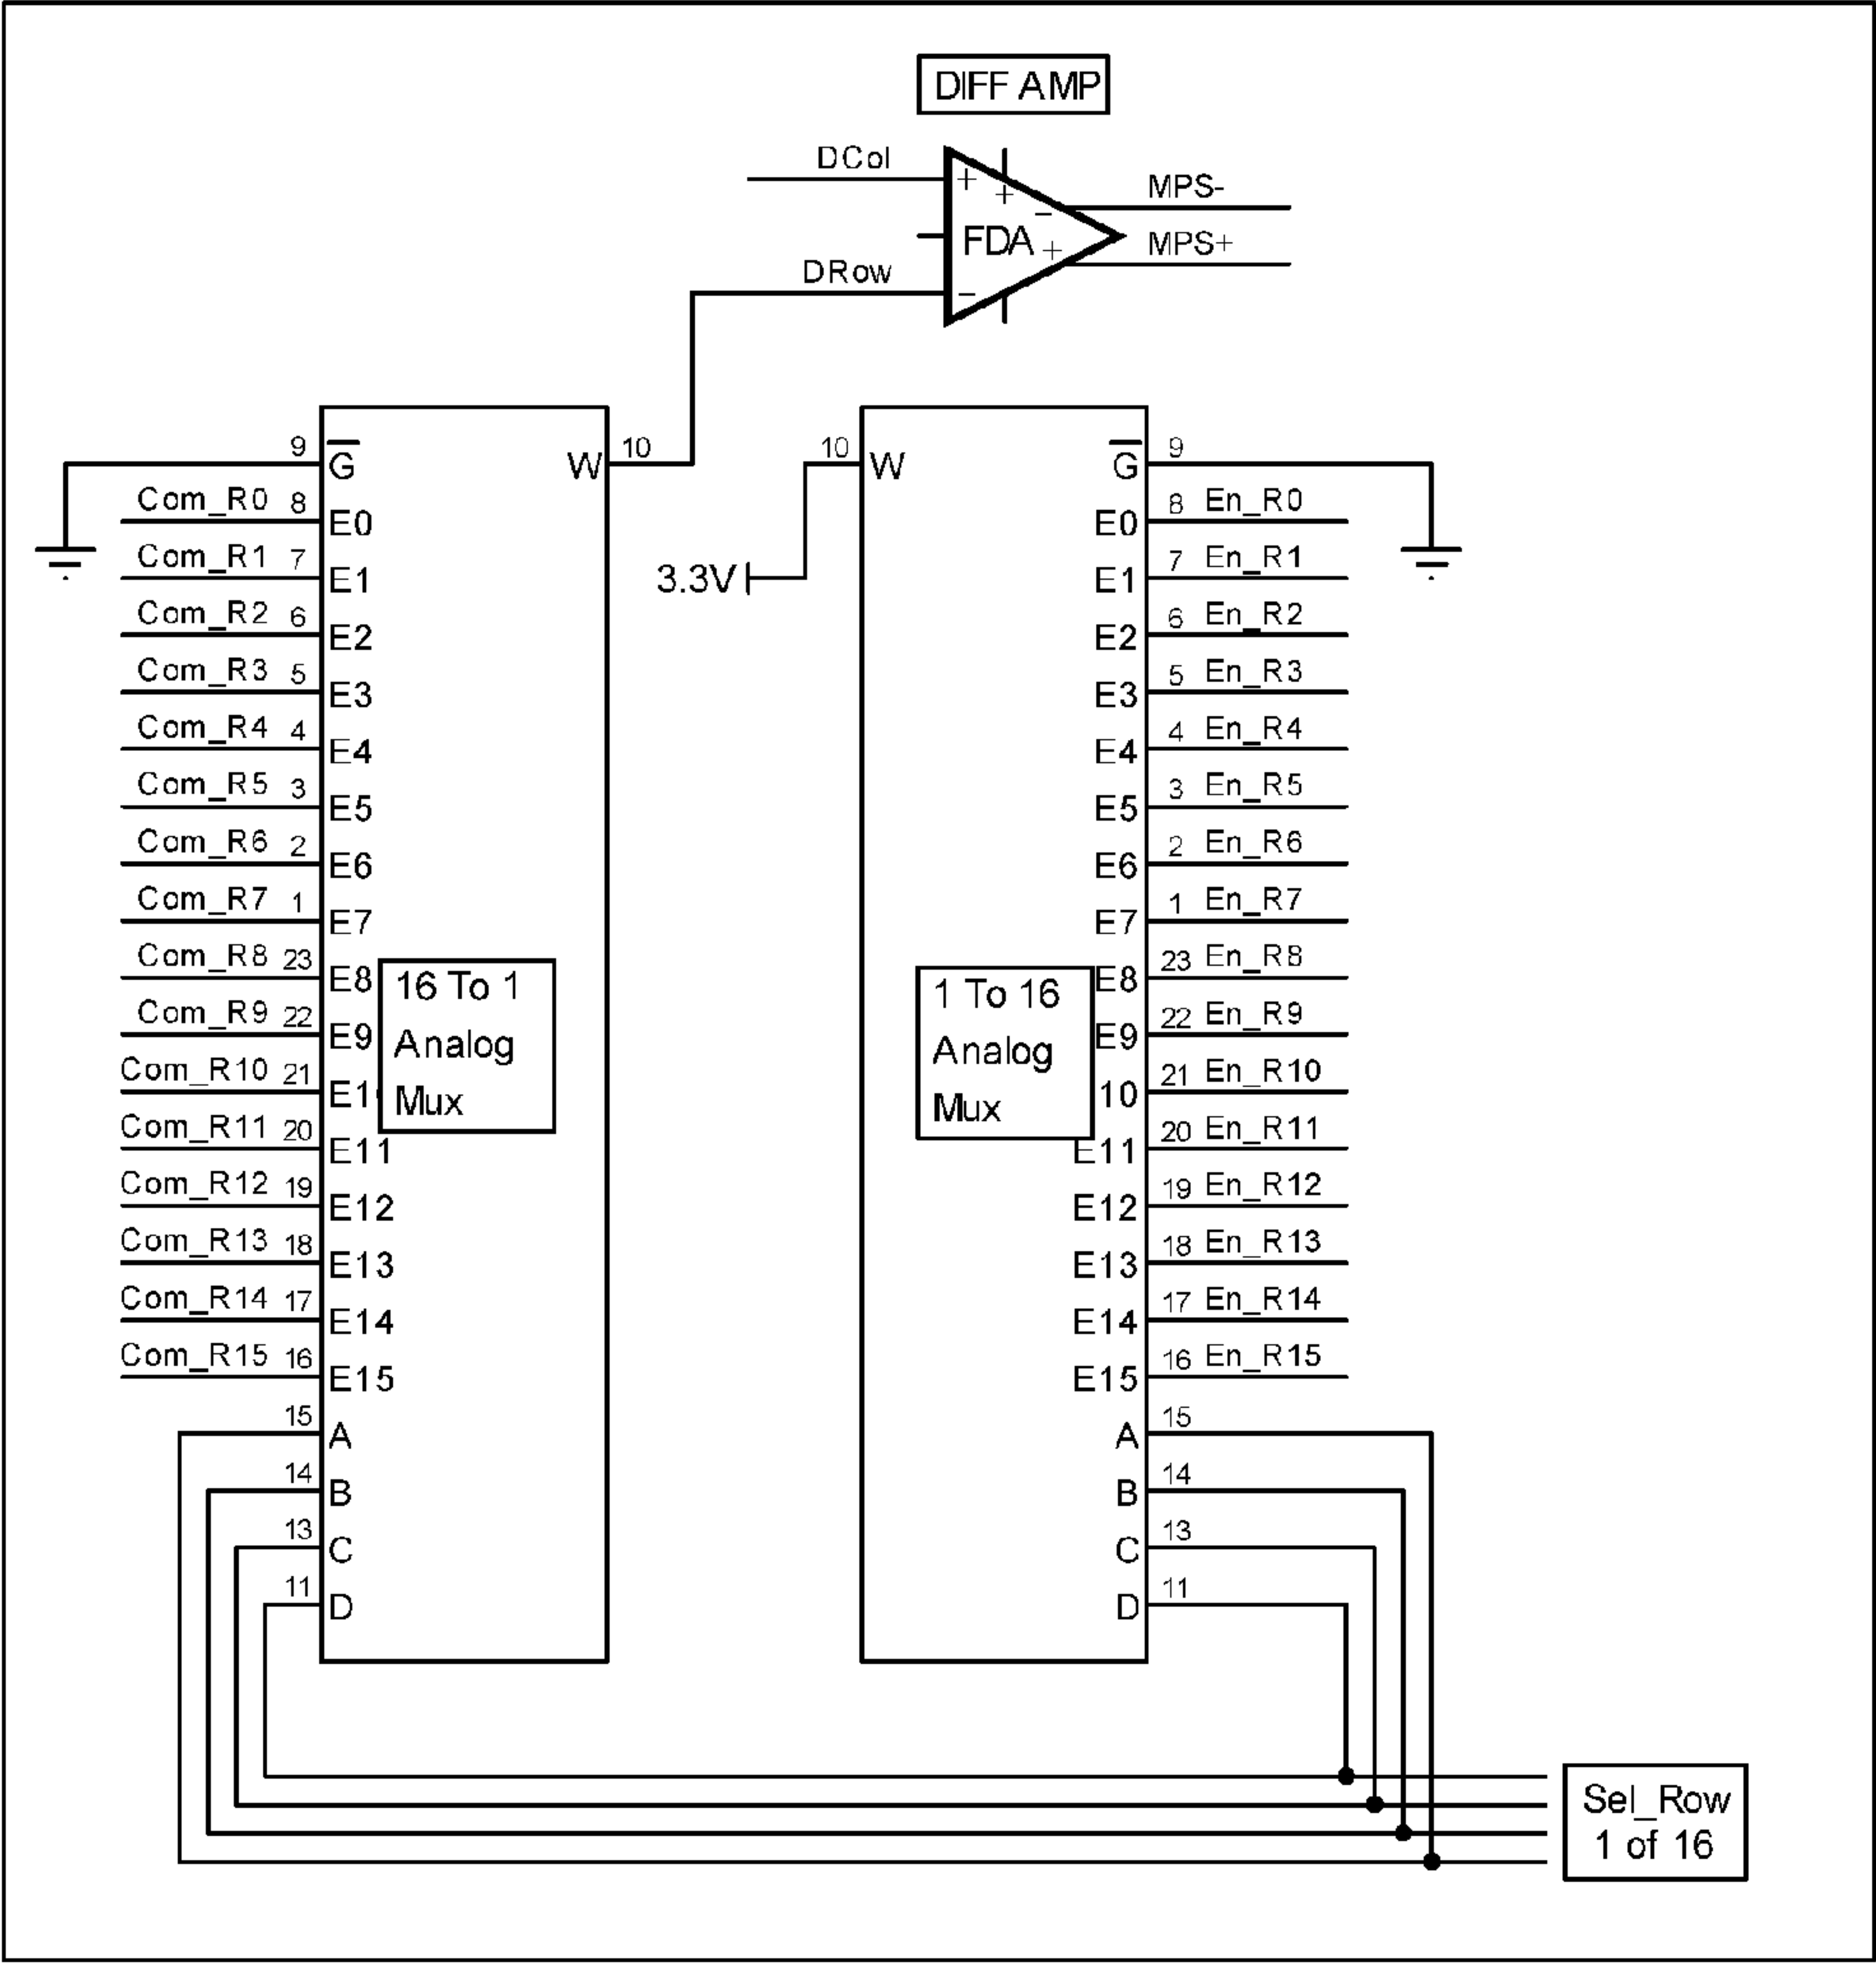 DIFF AMP
DCol
+
+
−
MPS-
FDA
+
MPS+
DRow
−
9
G
W
10
10
W
G
9
Com_R0 8 E0
E0 8 En_R0
Com_R1 7 E1
3.3V
E1 7 En_R1
Com_R2 6 E2
E2 6 En_R2
Com_R3 5 E3
E3 5 En_R3
Com_R4 4 E4
E4 4 En_R4
Com_R5 3 E5
E5 3 En_R5
Com_R6 2 E6
E6 2 En_R6
Com_R7 1 E7
E7 1 En_R7
Com_R8 23 E8
16 To 1
1 To 16
E8 23 En_R8
Com_R9 22 E9
Analog
Analog
E9 22 En_R9
Com_R10 21 E1
Mux
Mux
10 21 En_R10
Com_R11 20 E11
E11 20 En_R11
Com_R12 19 E12
E12 19 En_R12
Com_R13 18 E13
E13 18 En_R13
Com_R14 17 E14
E14 17 En_R14
Com_R15 16 E15
E15 16 En_R15
15 A
A 15
14 B
B 14
13 C
C 13
11 D
D 11
Sel_Row
1 of 16